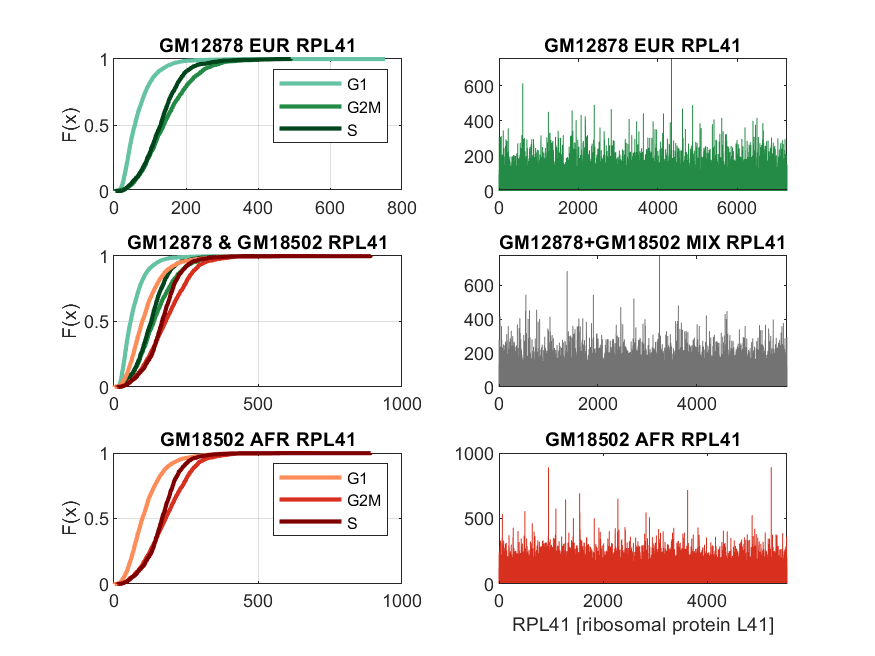 GM12878 EUR RPL41
F(x)
1
0.5
0
0 200 400 600 800
G1
G2M
S
GM12878 EUR RPL41
600
400
200
0
0 2000 4000 6000
GM12878 & GM18502 RPL41
F(x)
1
0.5
0
0 500 1000
GM12878+GM18502 MIX RPL41
600
400
200
0
0 2000 4000
GM18502 AFR RPL41
F(x)
1
0.5
0
0 500 1000
G1
G2M
S
GM18502 AFR RPL41
1000
500
0
0 2000 4000
RPL41 [ribosomal protein L41]